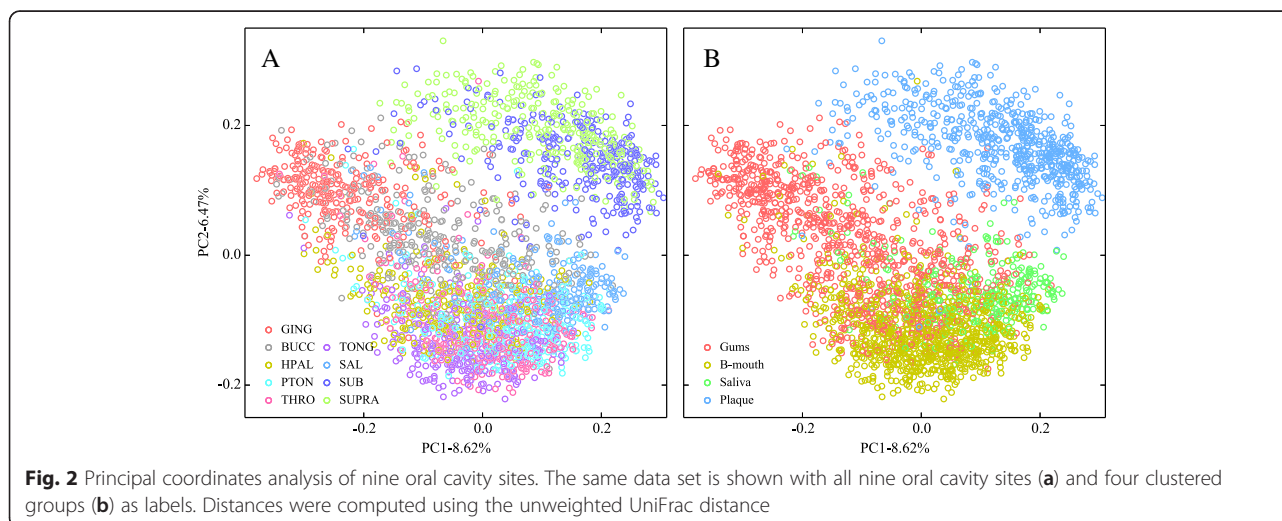 A
B
0.2
0.0
-0.2
PC2-6.47%
GING
BUCC TONG
HPAL SAL
PTON SUB
THRO SUPRA
Gums
B-mouth
Saliva
Plaque
-0.2 0.0 0.2
PC1-8.62%
-0.2 0.0 0.2
PC1-8.62%
Fig. 2 Principal coordinates analysis of nine oral cavity sites. The same data set is shown with all nine oral cavity sites (a) and four clustered
groups (b) as labels. Distances were computed using the unweighted UniFrac distance